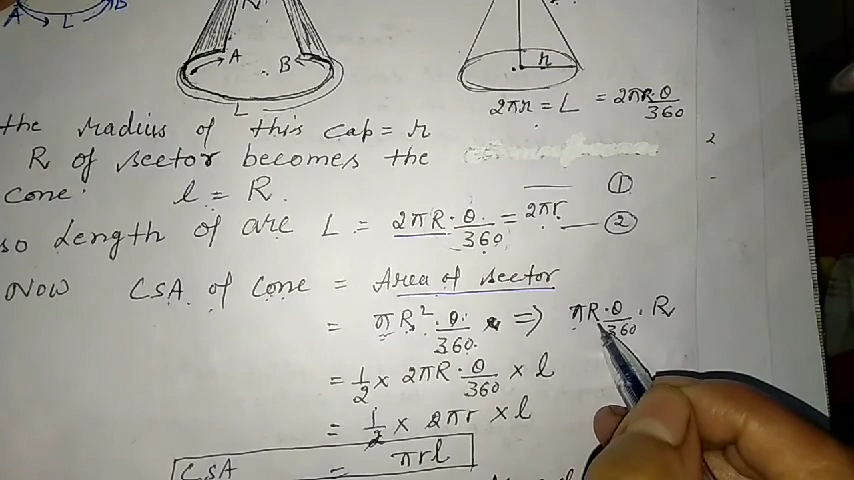 A L B
A B
L
r
2πr = L = 2πRθ/360
the radius of this cap = r
R of sector becomes the
cone: l = R. ①
so Length of arc L = 2πR·θ/360 = 2πr ②
Now CSA of Cone = Area of sector
= πR²·θ/360 ⇒ πR·θ/360·R
= 1/2 × 2πR·θ/360 × l
= 1/2 × 2πr × l
CSA = πrl